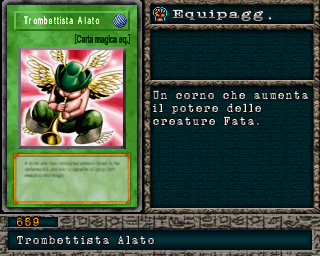 Trombettista Alato
[Carta magica eq.]
Equipagg.
Un corno che aumenta
il potere delle
creature Fata.
659
Trombettista Alato